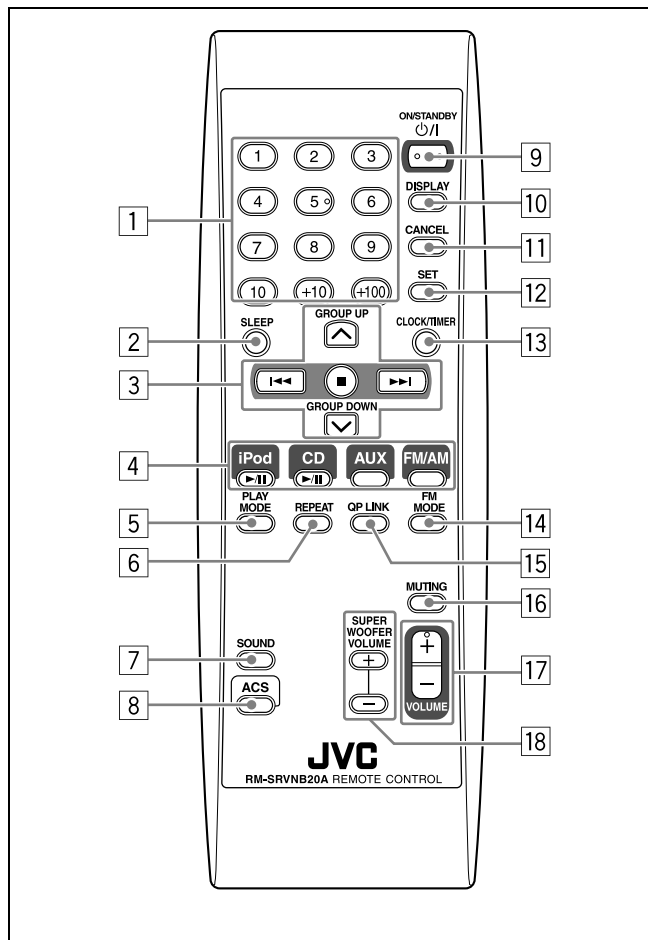 ON/STANDBY
⏻/I
1 2 3
9
DISPLAY
4 5 6
10
1
CANCEL
7 8 9
11
SET
10 +10 +100
12
SLEEP
GROUP UP
CLOCK/TIMER
2
13
3
GROUP DOWN
4
iPod CD AUX FM/AM
PLAY
MODE
REPEAT
QP LINK
FM
MODE
5
14
6
15
MUTING
16
SUPER
WOOFER
VOLUME
+
−
+
−
VOLUME
17
SOUND
7
ACS
8
18
JVC
RM-SRVNB20A REMOTE CONTROL